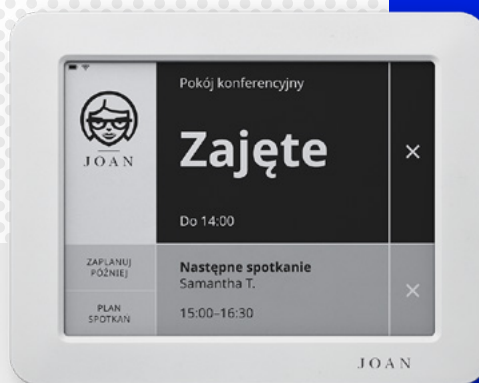 JOAN
Pokój konferencyjny
Zajęte
Do 14:00
ZAPLANUJ
PÓŹNIEJ
PLAN
SPOTKAŃ
Następne spotkanie
Samantha T.
15:00–16:30
JOAN